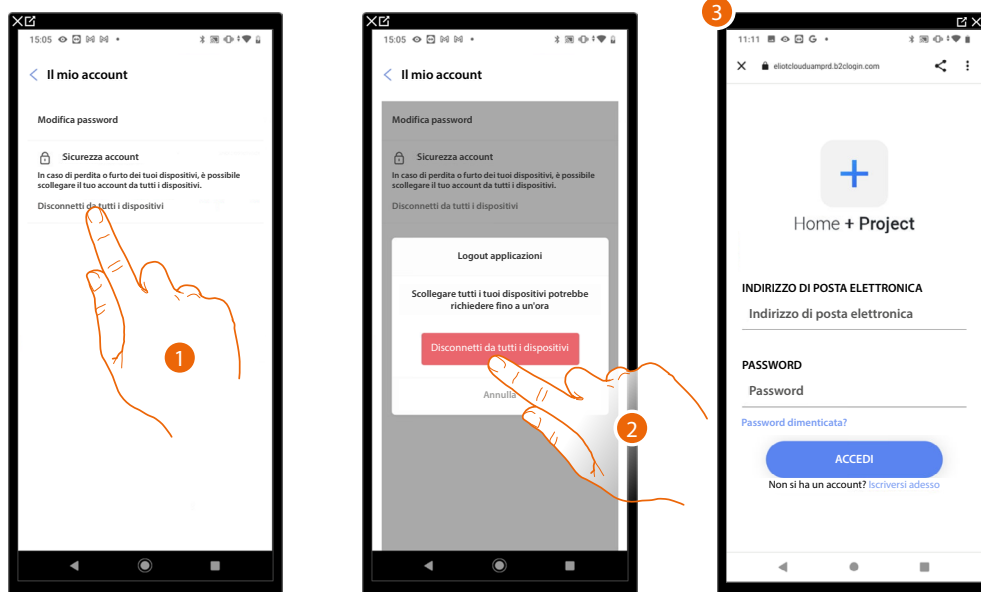 15:05
Il mio account
Modifica password
Sicurezza account
In caso di perdita o furto dei tuoi dispositivi, è possibile
scollegare il tuo account da tutti i dispositivi.
Disconnetti da tutti i dispositivi
1
15:05
Il mio account
Modifica password
Sicurezza account
In caso di perdita o furto dei tuoi dispositivi, è possibile
scollegare il tuo account da tutti i dispositivi.
Disconnetti da tutti i dispositivi
Logout applicazioni
Scollegare tutti i tuoi dispositivi potrebbe
richiedere fino a un'ora
Disconnetti da tutti i dispositivi
Annulla
2
3
11:11 G
eliotclouduamprd.b2clogin.com
Home + Project
INDIRIZZO DI POSTA ELETTRONICA
Indirizzo di posta elettronica
PASSWORD
Password
Password dimenticata?
ACCEDI
Non si ha un account? Iscriversi adesso